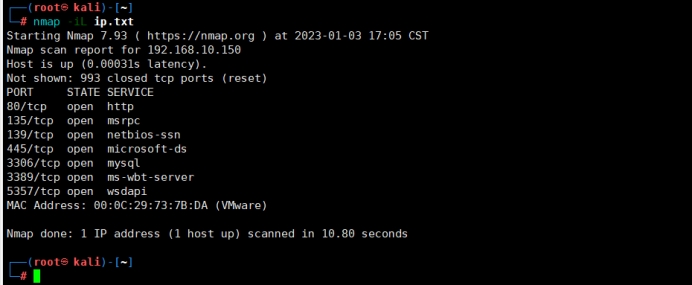 ┌──(root㉿kali)-[~]
└─# nmap -iL ip.txt
Starting Nmap 7.93 ( https://nmap.org ) at 2023-01-03 17:05 CST
Nmap scan report for 192.168.10.150
Host is up (0.00031s latency).
Not shown: 993 closed tcp ports (reset)
PORT     STATE SERVICE
80/tcp   open  http
135/tcp  open  msrpc
139/tcp  open  netbios-ssn
445/tcp  open  microsoft-ds
3306/tcp open  mysql
3389/tcp open  ms-wbt-server
5357/tcp open  wsdapi
MAC Address: 00:0C:29:73:7B:DA (VMware)
Nmap done: 1 IP address (1 host up) scanned in 10.80 seconds
┌──(root㉿kali)-[~]
└─#